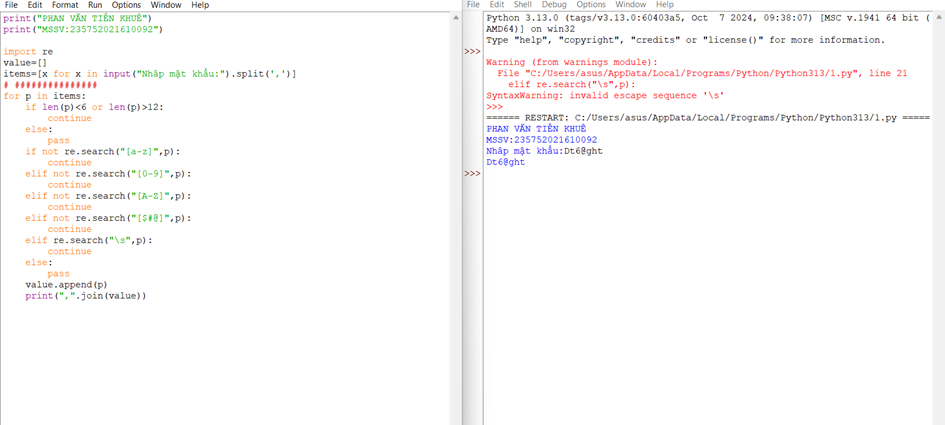 File Edit Format Run Options Window Help
print("PHAN VĂN TIẾN KHUÊ")
print("MSSV:235752021610092")
import re
value=[]
items=[x for x in input("Nhâp mật khẩu:").split(',')]
# ###############
for p in items:
    if len(p)<6 or len(p)>12:
        continue
    else:
        pass
    if not re.search("[a-z]",p):
        continue
    elif not re.search("[0-9]",p):
        continue
    elif not re.search("[A-Z]",p):
        continue
    elif not re.search("[$#@]",p):
        continue
    elif re.search("\s",p):
        continue
    else:
        pass
    value.append(p)
    print(",".join(value))
File Edit Shell Debug Options Window Help
Python 3.13.0 (tags/v3.13.0:60403a5, Oct  7 2024, 09:38:07) [MSC v.1941 64 bit (
AMD64)] on win32
Type "help", "copyright", "credits" or "license()" for more information.
>>>
Warning (from warnings module):
  File "C:/Users/asus/AppData/Local/Programs/Python/Python313/1.py", line 21
    elif re.search("\s",p):
SyntaxWarning: invalid escape sequence '\s'
>>>
====== RESTART: C:/Users/asus/AppData/Local/Programs/Python/Python313/1.py =====
PHAN VĂN TIẾN KHUÊ
MSSV:235752021610092
Nhâp mật khẩu:Dt6@ght
Dt6@ght
>>>